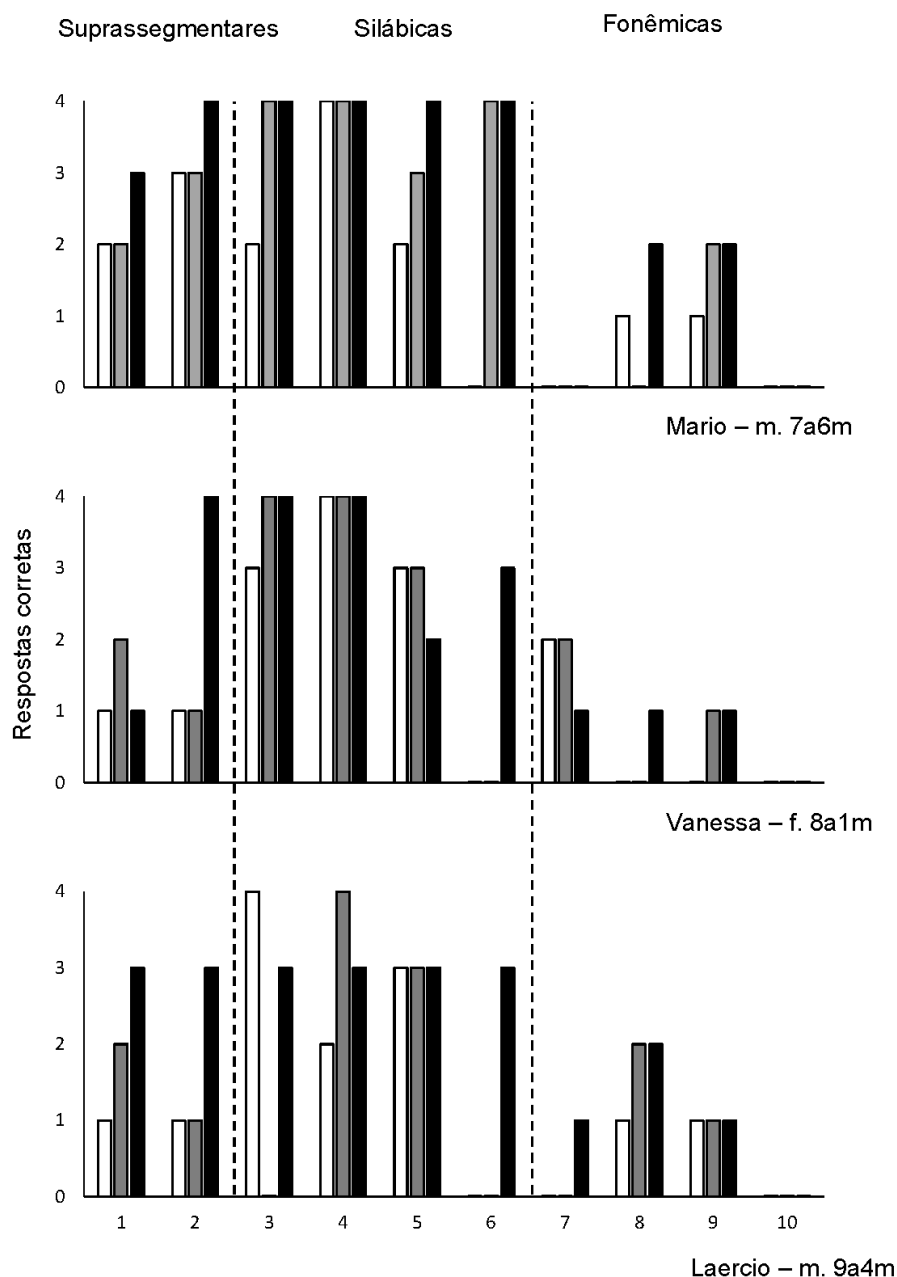 Suprassegmentares Silábicas Fonêmicas
4
3
2
1
0
Mario – m. 7a6m
4
3
2
1
0
Vanessa – f. 8a1m
Respostas corretas
4
3
2
1
0
1 2 3 4 5 6 7 8 9 10
Laercio – m. 9a4m